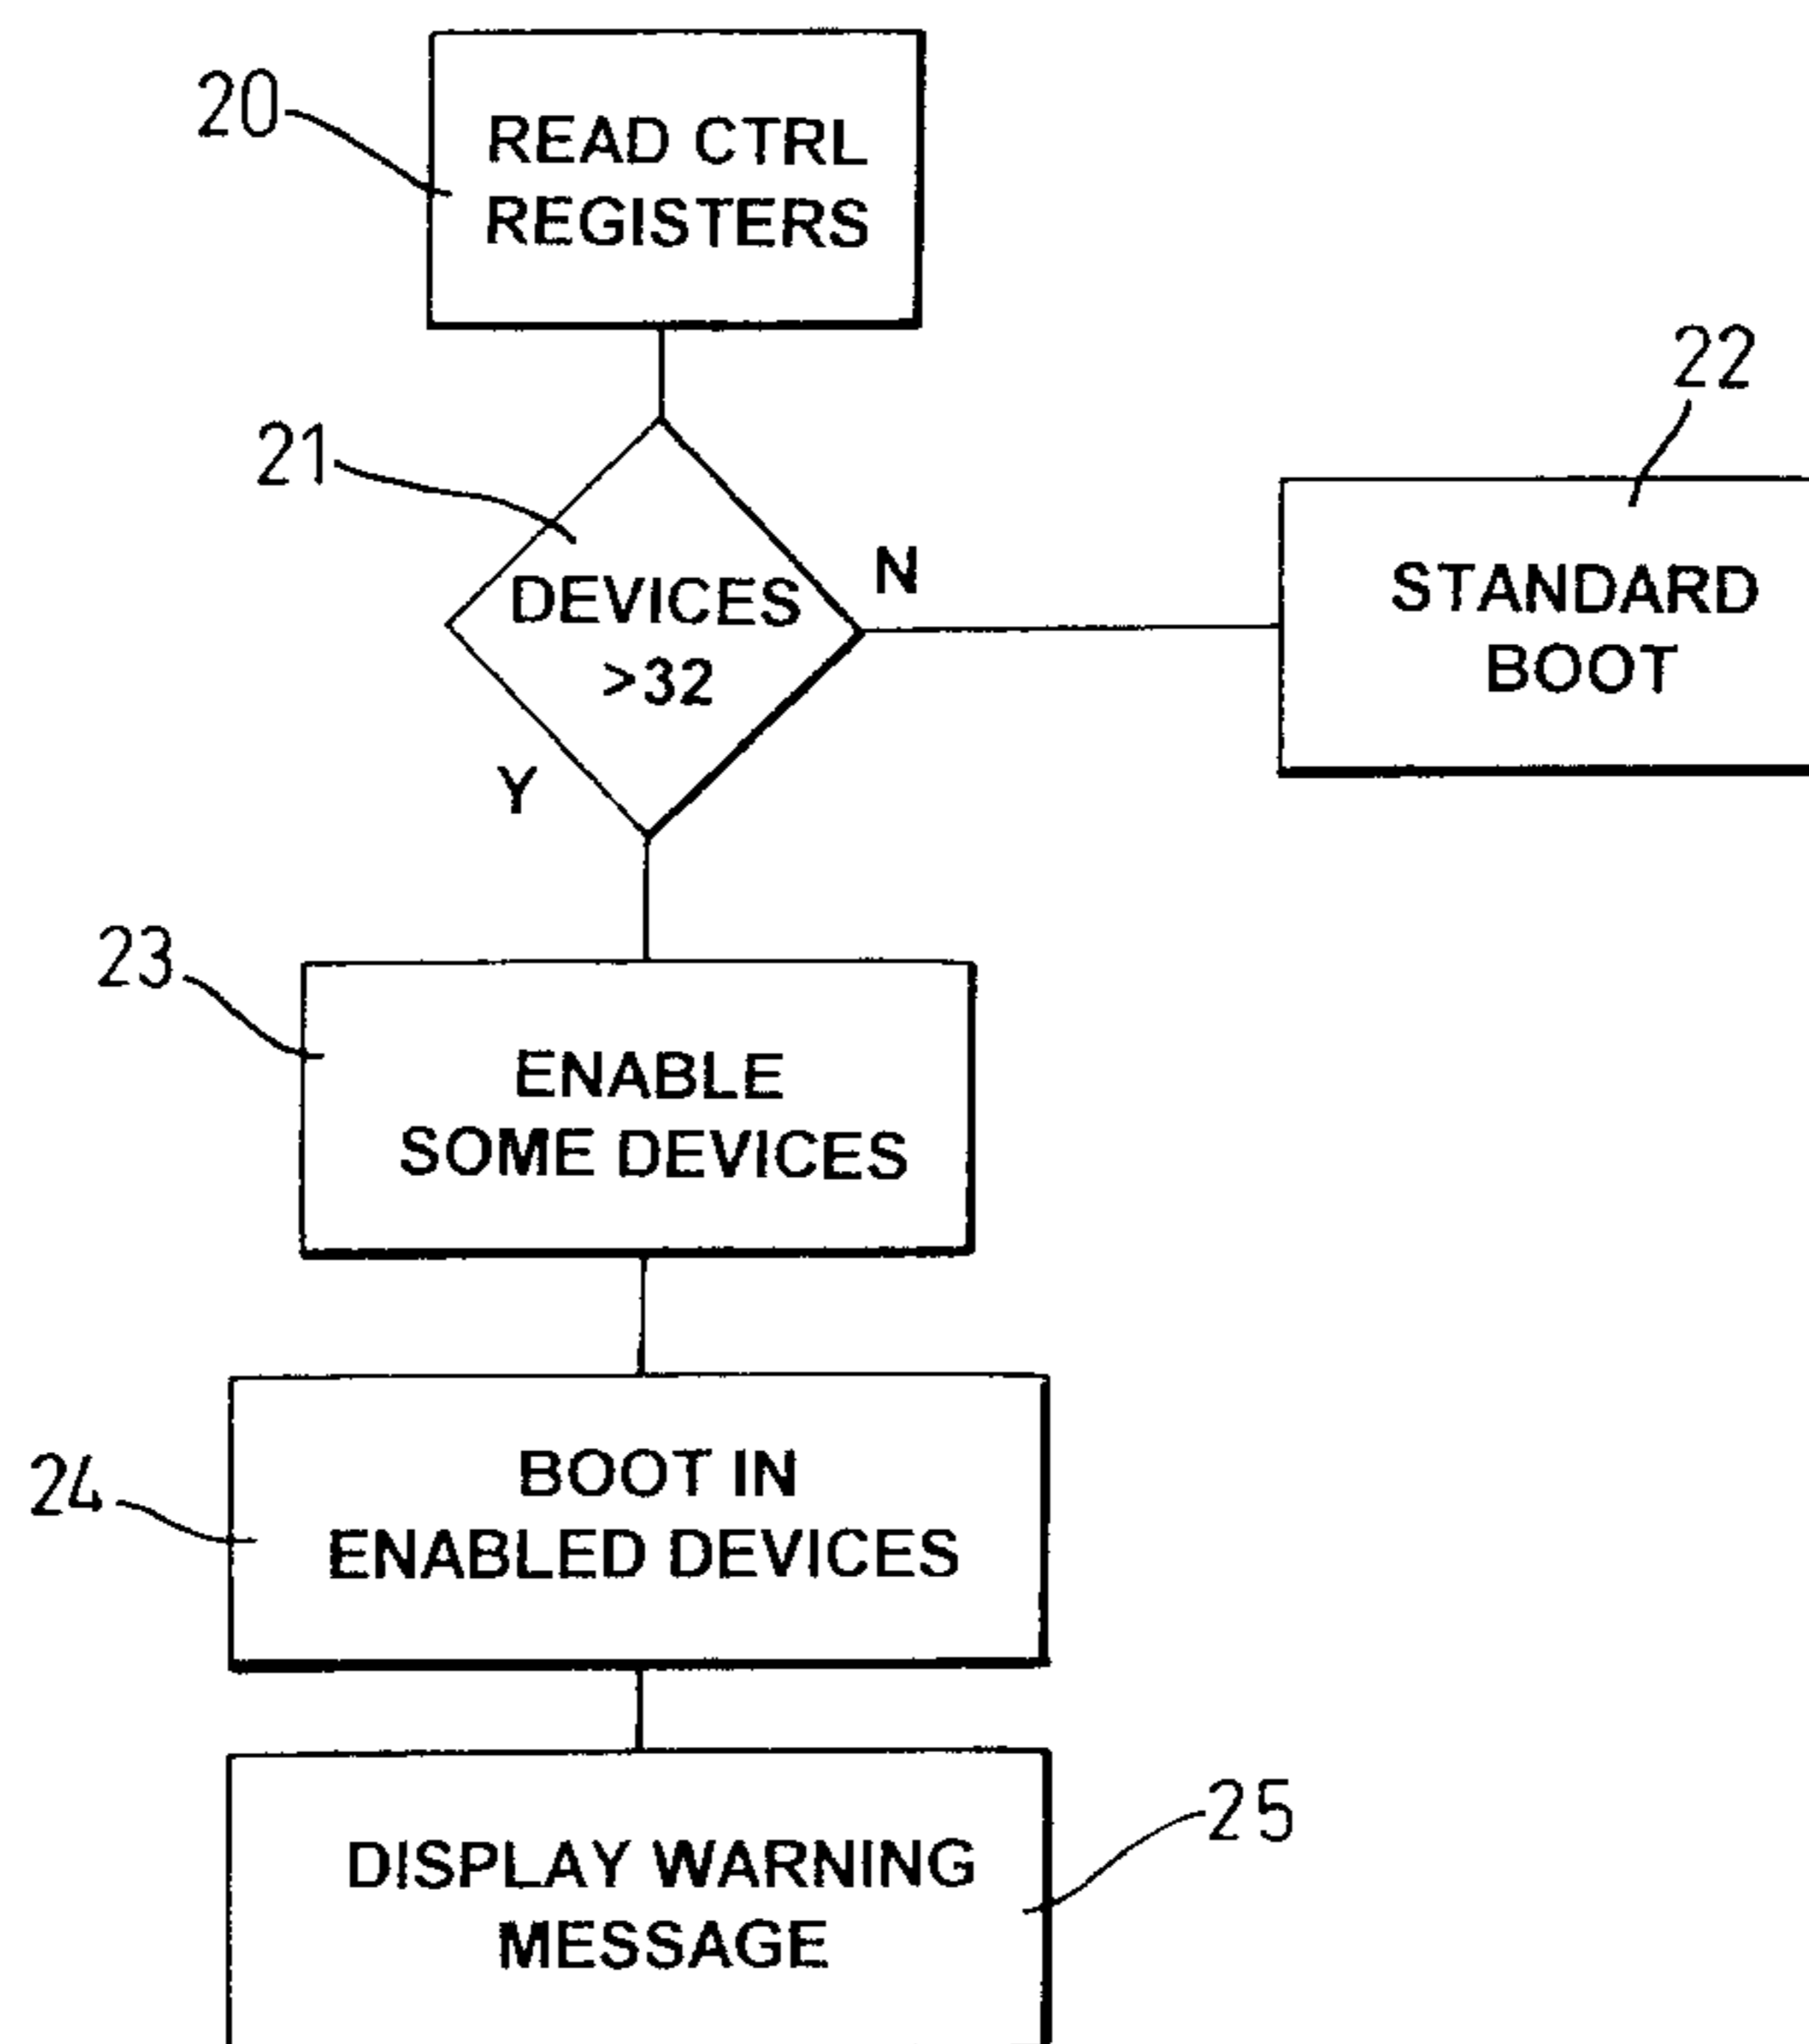 20
READ CTRL
REGISTERS
21
DEVICES
>32
N
Y
22
STANDARD
BOOT
23
ENABLE
SOME DEVICES
24
BOOT IN
ENABLED DEVICES
25
DISPLAY WARNING
MESSAGE